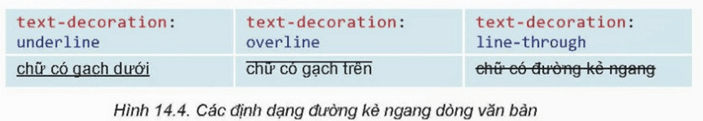 text-decoration: text-decoration: text-decoration:
underline overline line-through
chữ có gạch dưới chữ có gạch trên chữ có đường kẻ ngang
Hình 14.4. Các định dạng đường kẻ ngang dòng văn bản